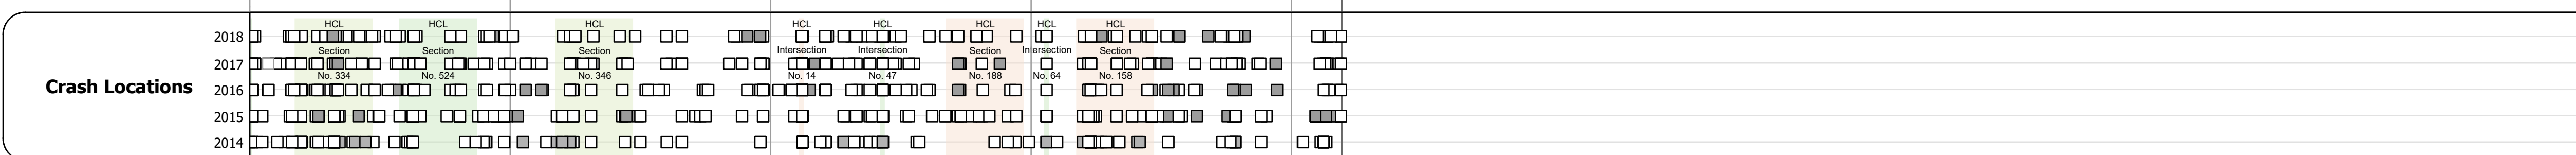 HCL HCL HCL HCL HCL HCL HCL HCL
2018
Section Section Section Intersection Intersection Section Intersection Section
2017
No. 334 No. 524 No. 346 No. 14 No. 47 No. 188 No. 64 No. 158
Crash Locations
2016
2015
2014